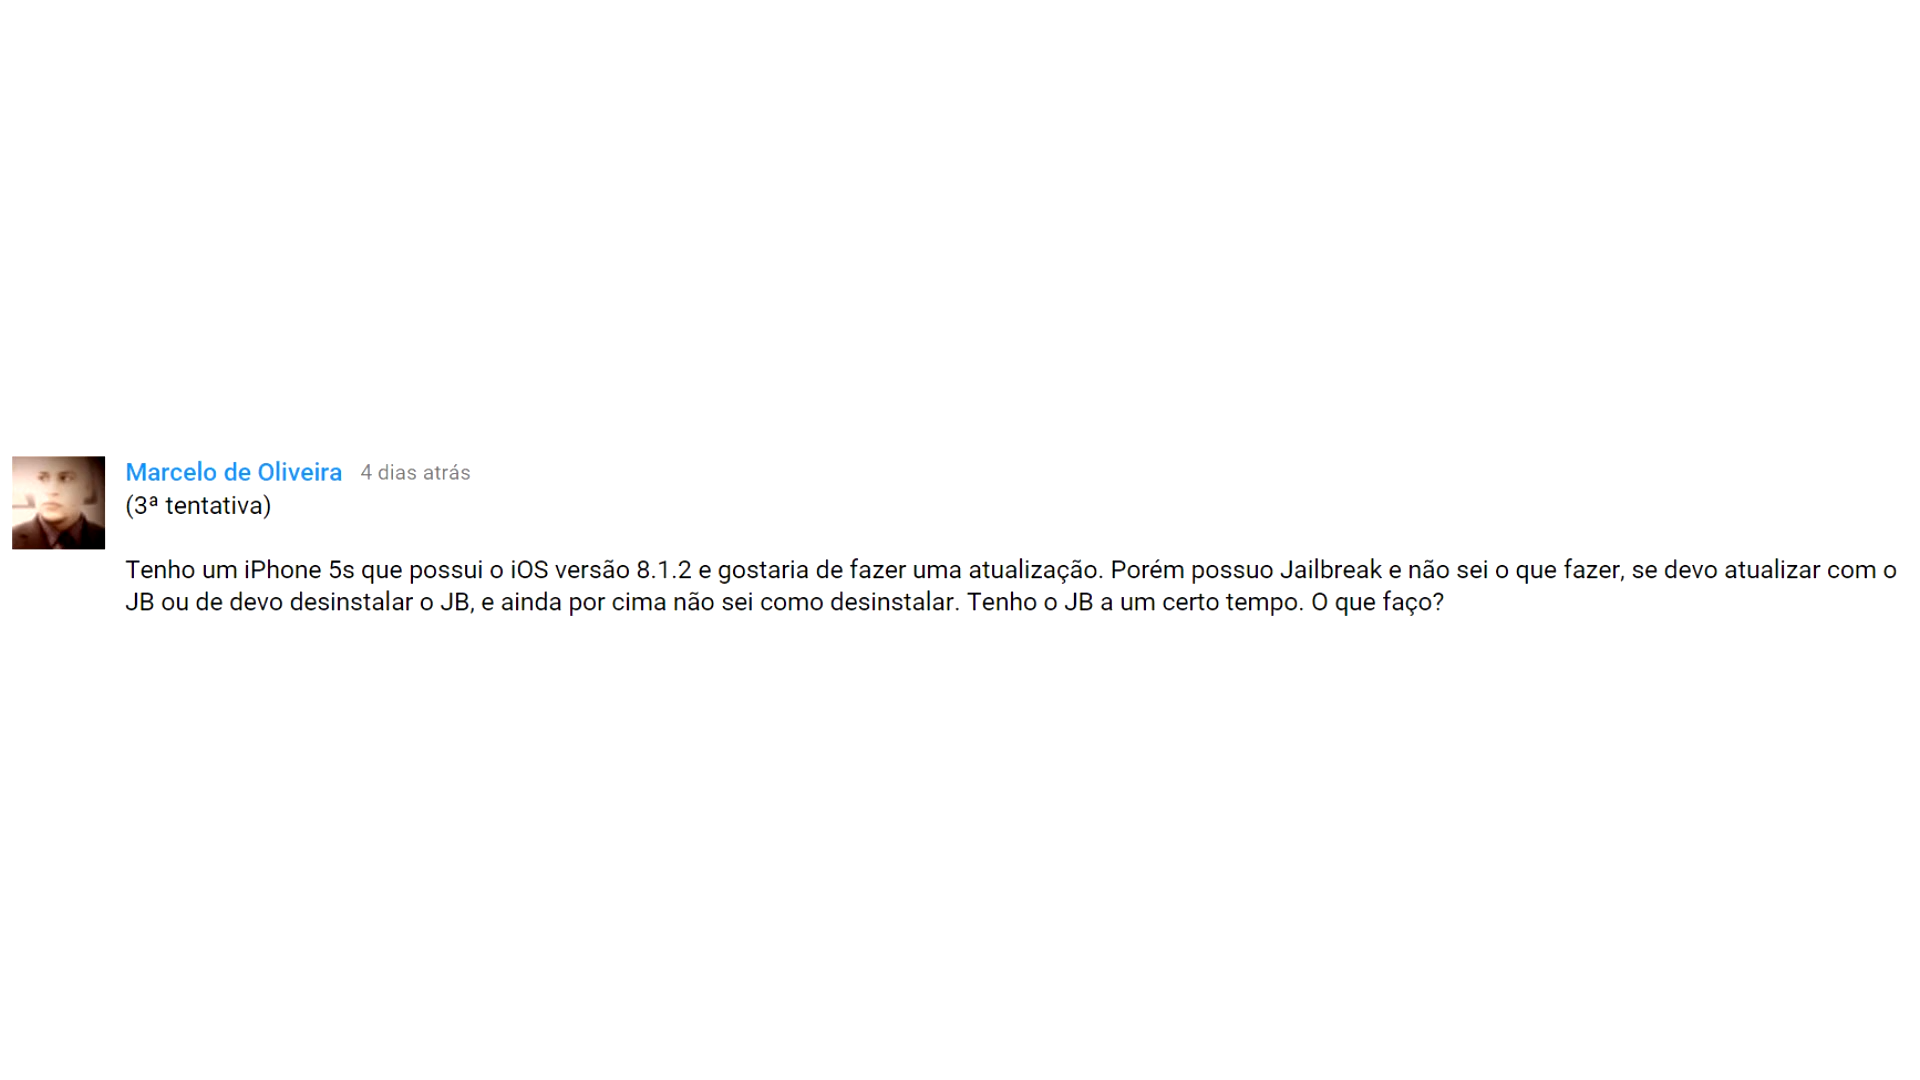 Marcelo de Oliveira 4 dias atrás
(3ª tentativa)
Tenho um iPhone 5s que possui o iOS versão 8.1.2 e gostaria de fazer uma atualização. Porém possuo Jailbreak e não sei o que fazer, se devo atualizar com o
JB ou de devo desinstalar o JB, e ainda por cima não sei como desinstalar. Tenho o JB a um certo tempo. O que faço?